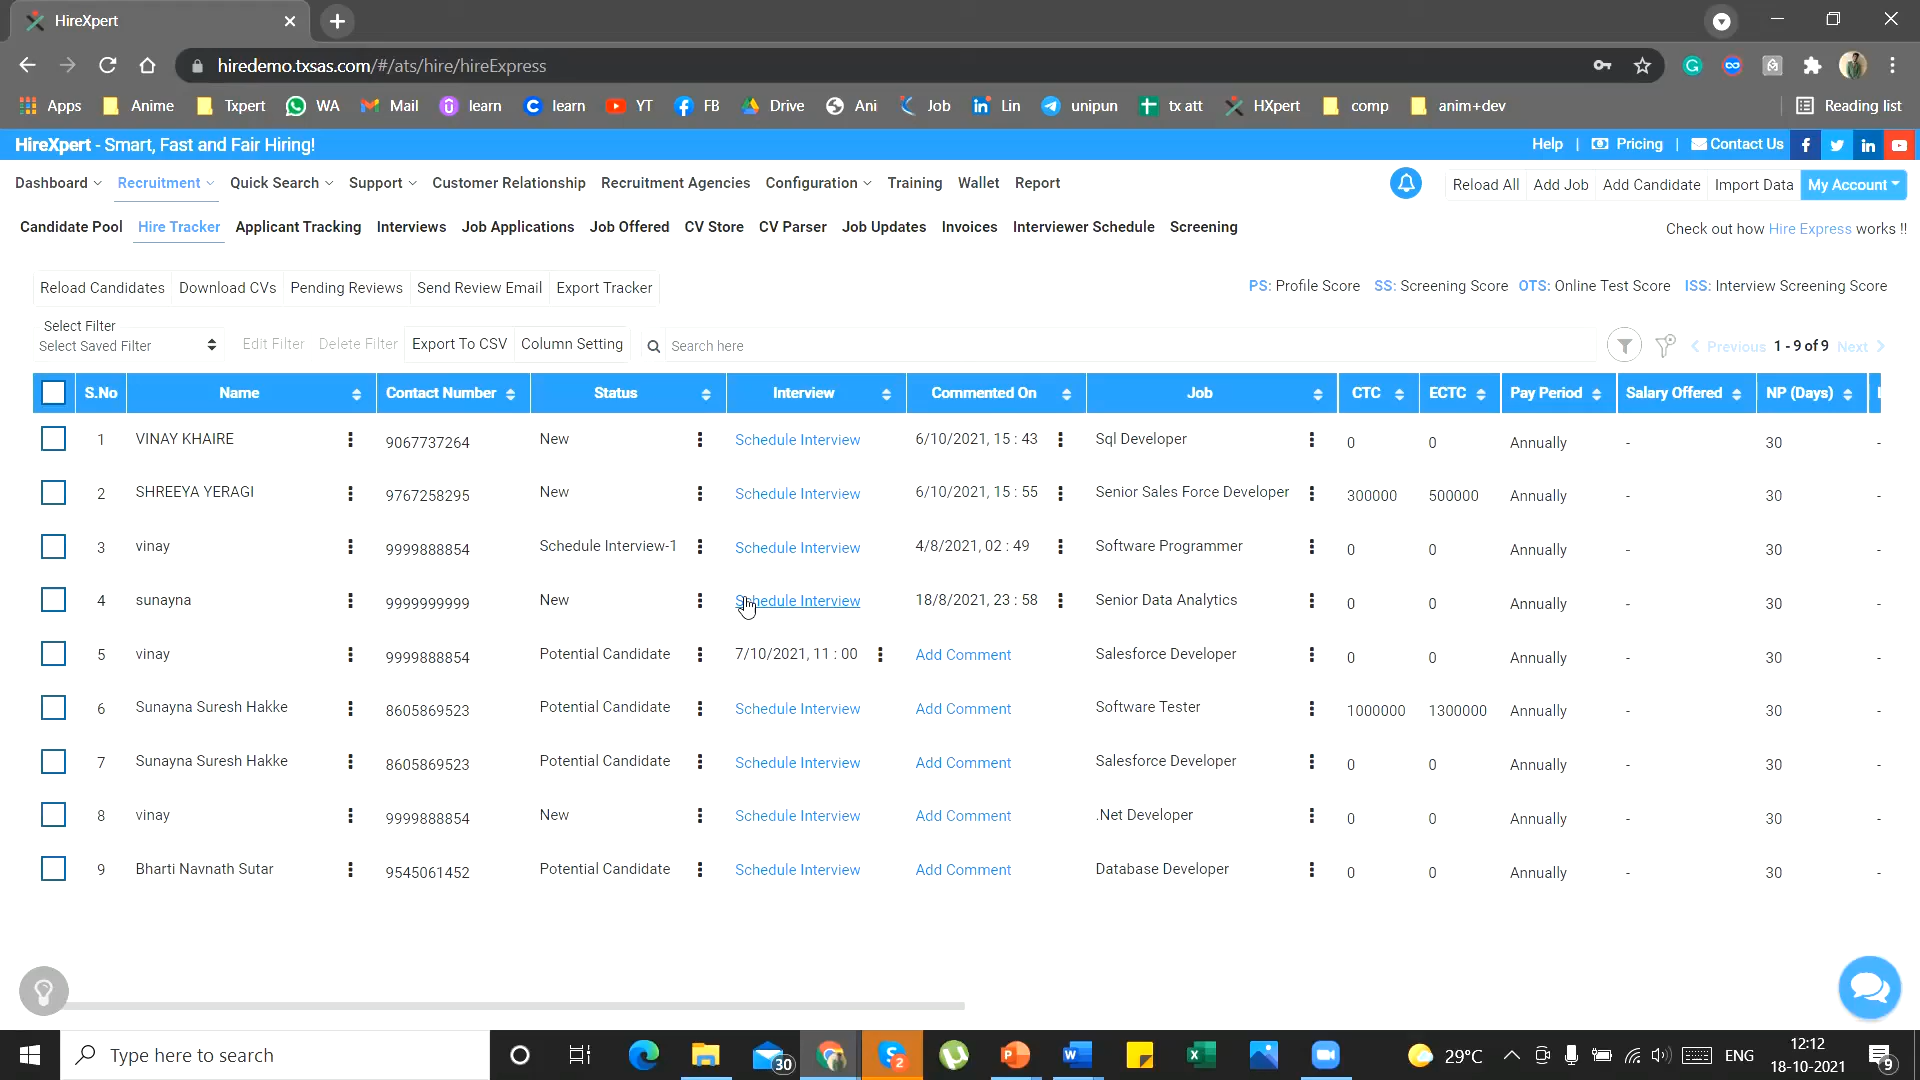 HireXpert
hiredemo.txsas.com/#/ats/hire/hireExpress
Apps Anime Txpert WA Mail learn learn YT FB Drive Ani Job Lin unipun tx att HXpert comp anim+dev Reading list
HireXpert - Smart, Fast and Fair Hiring! Help | Pricing | Contact Us
Dashboard Recruitment Quick Search Support Customer Relationship Recruitment Agencies Configuration Training Wallet Report Reload All Add Job Add Candidate Import Data My Account
Candidate Pool Hire Tracker Applicant Tracking Interviews Job Applications Job Offered CV Store CV Parser Job Updates Invoices Interviewer Schedule Screening Check out how Hire Express works !!
Reload Candidates Download CVs Pending Reviews Send Review Email Export Tracker PS: Profile Score SS: Screening Score OTS: Online Test Score ISS: Interview Screening Score
Select Filter
Select Saved Filter Edit Filter Delete Filter Export To CSV Column Setting Search here Previous 1 - 9 of 9 Next
S.No Name Contact Number Status Interview Commented On Job CTC ECTC Pay Period Salary Offered NP (Days)
1 VINAY KHAIRE 9067737264 New Schedule Interview 6/10/2021, 15 : 43 Sql Developer 0 0 Annually - 30 -
2 SHREEYA YERAGI 9767258295 New Schedule Interview 6/10/2021, 15 : 55 Senior Sales Force Developer 300000 500000 Annually - 30 -
3 vinay 9999888854 Schedule Interview-1 Schedule Interview 4/8/2021, 02 : 49 Software Programmer 0 0 Annually - 30 -
4 sunayna 9999999999 New Schedule Interview 18/8/2021, 23 : 58 Senior Data Analytics 0 0 Annually - 30 -
5 vinay 9999888854 Potential Candidate 7/10/2021, 11 : 00 Add Comment Salesforce Developer 0 0 Annually - 30 -
6 Sunayna Suresh Hakke 8605869523 Potential Candidate Schedule Interview Add Comment Software Tester 1000000 1300000 Annually - 30 -
7 Sunayna Suresh Hakke 8605869523 Potential Candidate Schedule Interview Add Comment Salesforce Developer 0 0 Annually - 30 -
8 vinay 9999888854 New Schedule Interview Add Comment .Net Developer 0 0 Annually - 30 -
9 Bharti Navnath Sutar 9545061452 Potential Candidate Schedule Interview Add Comment Database Developer 0 0 Annually - 30 -
Type here to search 30 2 29°C ENG 12:12
18-10-2021 9